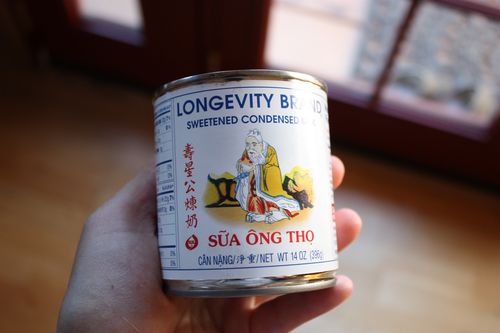 LONGEVITY BRAND
SWEETENED CONDENSED
壽星公煉奶
SỮA ÔNG THỌ
CÂN NẶNG/淨重/NET WT 14 OZ (396g)